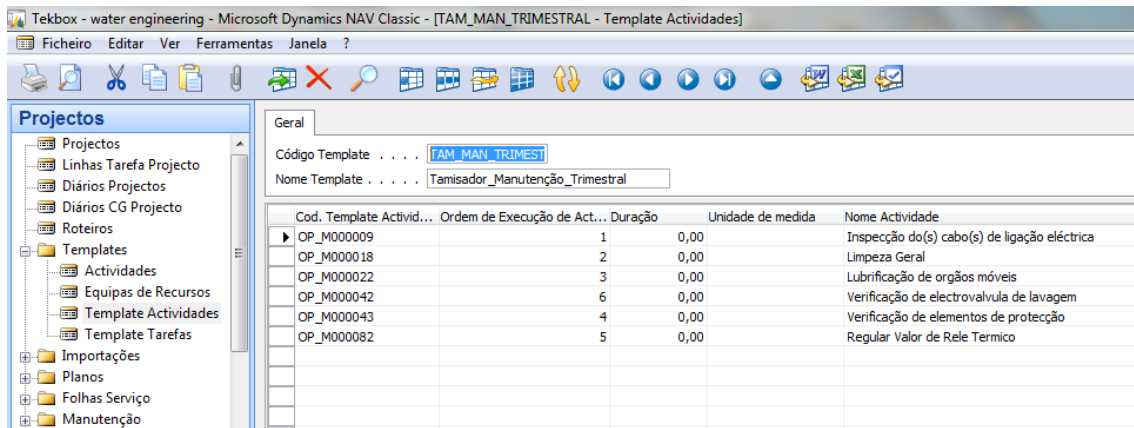 Tekbox - water engineering - Microsoft Dynamics NAV Classic - [TAM_MAN_TRIMESTRAL - Template Actividades]
Ficheiro Editar Ver Ferramentas Janela ?
Projectos
Projectos
Linhas Tarefa Projecto
Diários Projectos
Diários CG Projecto
Roteiros
Templates
Actividades
Equipas de Recursos
Template Actividades
Template Tarefas
Importações
Planos
Folhas Serviço
Manutenção
Geral
Código Template . . . . TAM_MAN_TRIMEST
Nome Template . . . . . Tamisador_Manutenção_Trimestral
Cod. Template Activid... Ordem de Execução de Act... Duração Unidade de medida Nome Actividade
OP_M000009 1 0,00 Inspecção do(s) cabo(s) de ligação eléctrica
OP_M000018 2 0,00 Limpeza Geral
OP_M000022 3 0,00 Lubrificação de orgãos móveis
OP_M000042 6 0,00 Verificação de electrovalvula de lavagem
OP_M000043 4 0,00 Verificação de elementos de protecção
OP_M000082 5 0,00 Regular Valor de Rele Termico